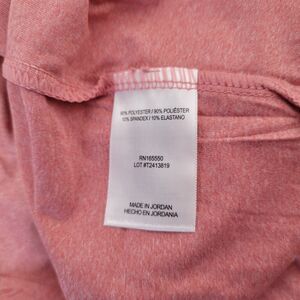 90% POLYESTER / 90% POLIÉSTER
10% SPANDEX / 10% ELASTANO
RN165550
LOT #T2413819
MADE IN JORDAN
HECHO EN JORDANIA